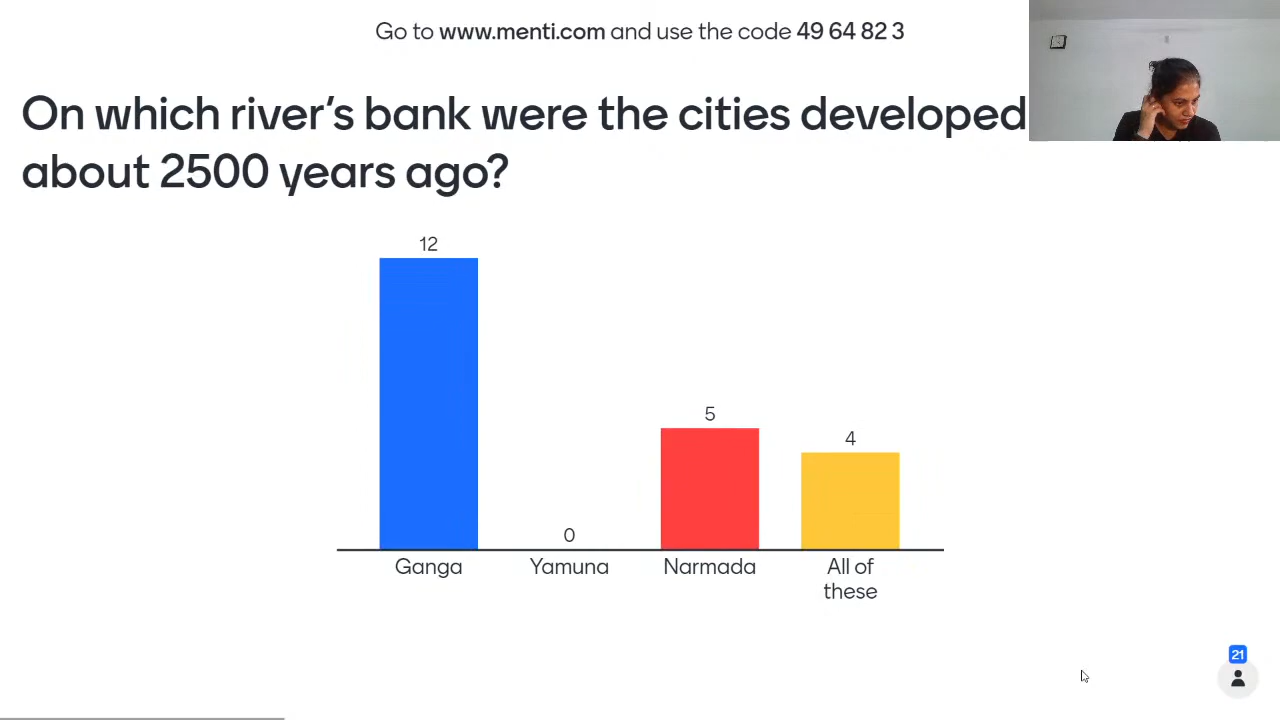 Go to www.menti.com and use the code 49 64 82 3
On which river's bank were the cities developed
about 2500 years ago?
12
0
5
4
Ganga
Yamuna
Narmada
All of
these
21